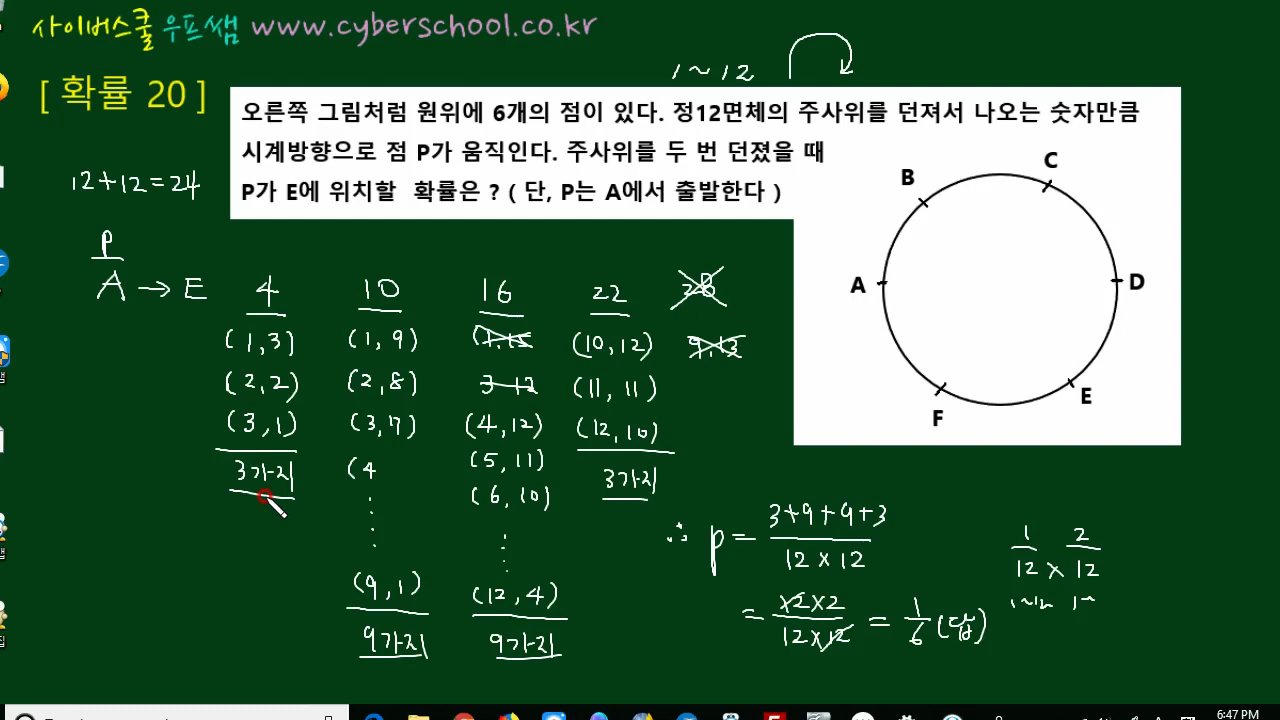 사이버스쿨 우프쌤 www.cyberschool.co.kr
[ 확률 20 ]
1 ~ 12
오른쪽 그림처럼 원위에 6개의 점이 있다. 정12면체의 주사위를 던져서 나오는 숫자만큼
시계방향으로 점 P가 움직인다. 주사위를 두 번 던졌을 때
P가 E에 위치할 확률은 ? ( 단, P는 A에서 출발한다 )
12+12=24
A
B
C
D
E
F
P
A → E
4
(1,3)
(2,2)
(3,1)
3가지
10
(1, 9)
(2,8)
(3,7)
(4
(9,1)
9가지
16
(4,12)
(5,11)
(6,10)
(12,4)
9가지
22
(10,12)
(11,11)
(12,10)
3가지
28
∴ p = 3+9+9+3 / 12 × 12
= 12×2 / 12×12 = 1/6 (답)
1/12 × 2/12
1~12 1~
6:47 PM